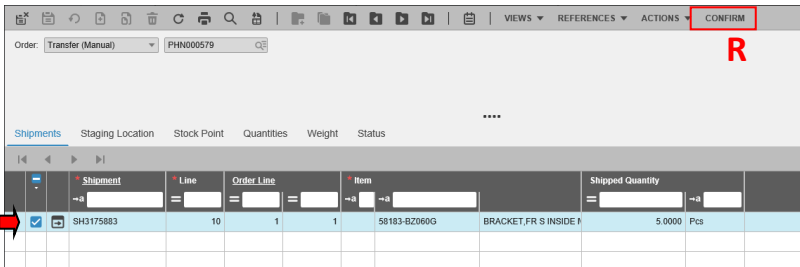 VIEWS REFERENCES ACTIONS CONFIRM
Order: Transfer (Manual) PHN000579
R
Shipments Staging Location Stock Point Quantities Weight Status
* Shipment * Line Order Line * Item Shipped Quantity
→a = = = →a →a = →a
SH3175883 10 1 1 58183-BZ060G BRACKET,FR S INSIDE 5.0000 Pcs